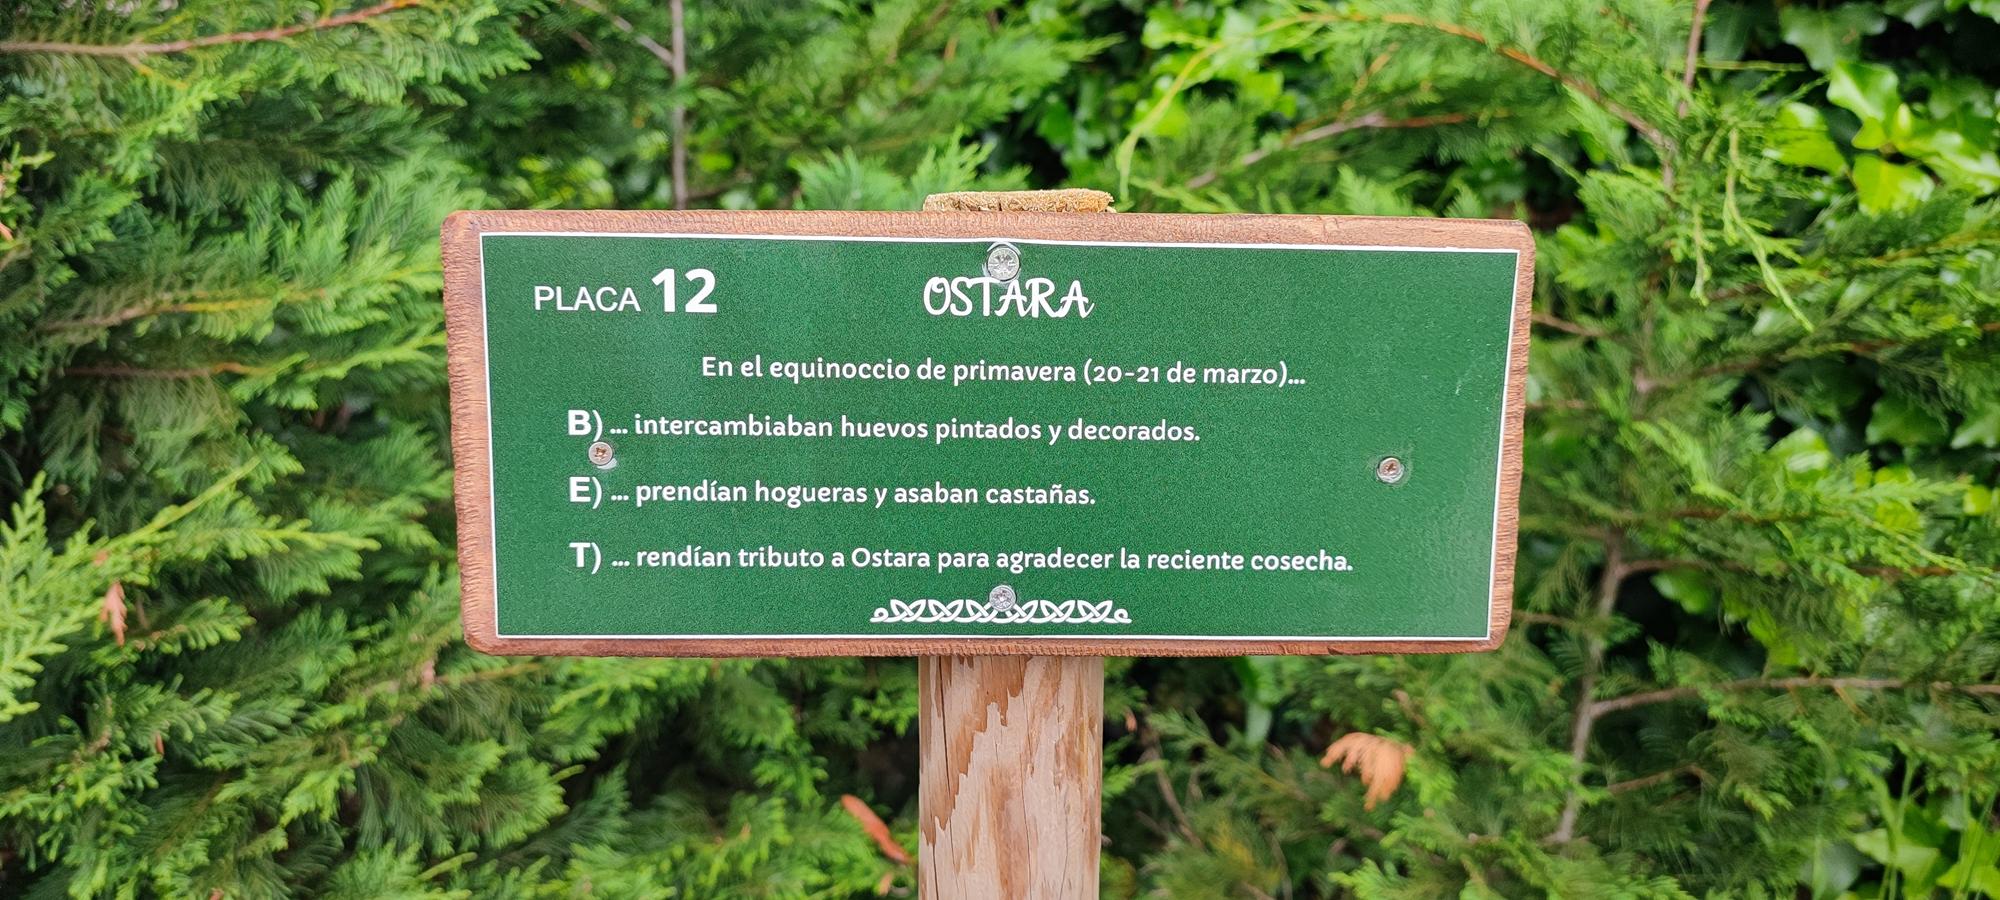 PLACA 12
OSTARA
En el equinoccio de primavera (20-21 de marzo)...
B) ... intercambiaban huevos pintados y decorados.
E) ... prendían hogueras y asaban castañas.
T) ... rendían tributo a Ostara para agradecer la reciente cosecha.